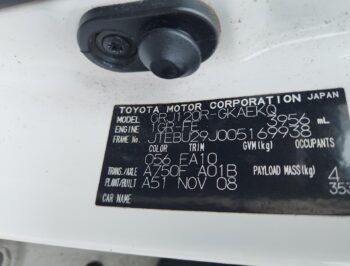 TOYOTA MOTOR CORPORATION JAPAN
MODEL GRJ120R-GKAEKQ
ENGINE 1GR-FE 3956 mL
FRAME No. JTEBU29J005169938
COLOR TRIM GVM(kg) OCCUPANTS
056 FA10
TRANS./AXLE A750F A01B PAYLOAD MASS(kg) 4
PLANT/BUILT A51 NOV 08 353
CAR NAME